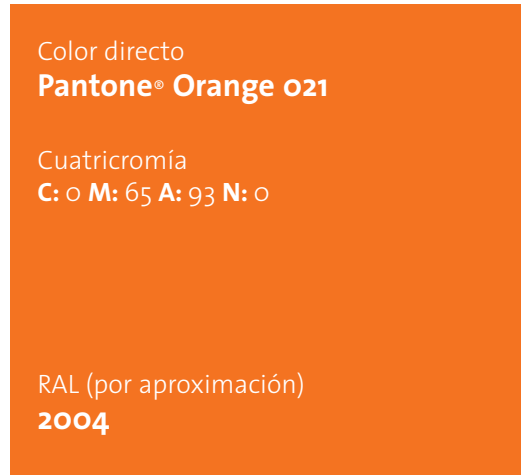 Color directo
Pantone® Orange 021
Cuatricromía
C: 0 M: 65 A: 93 N: 0
RAL (por aproximación)
2004